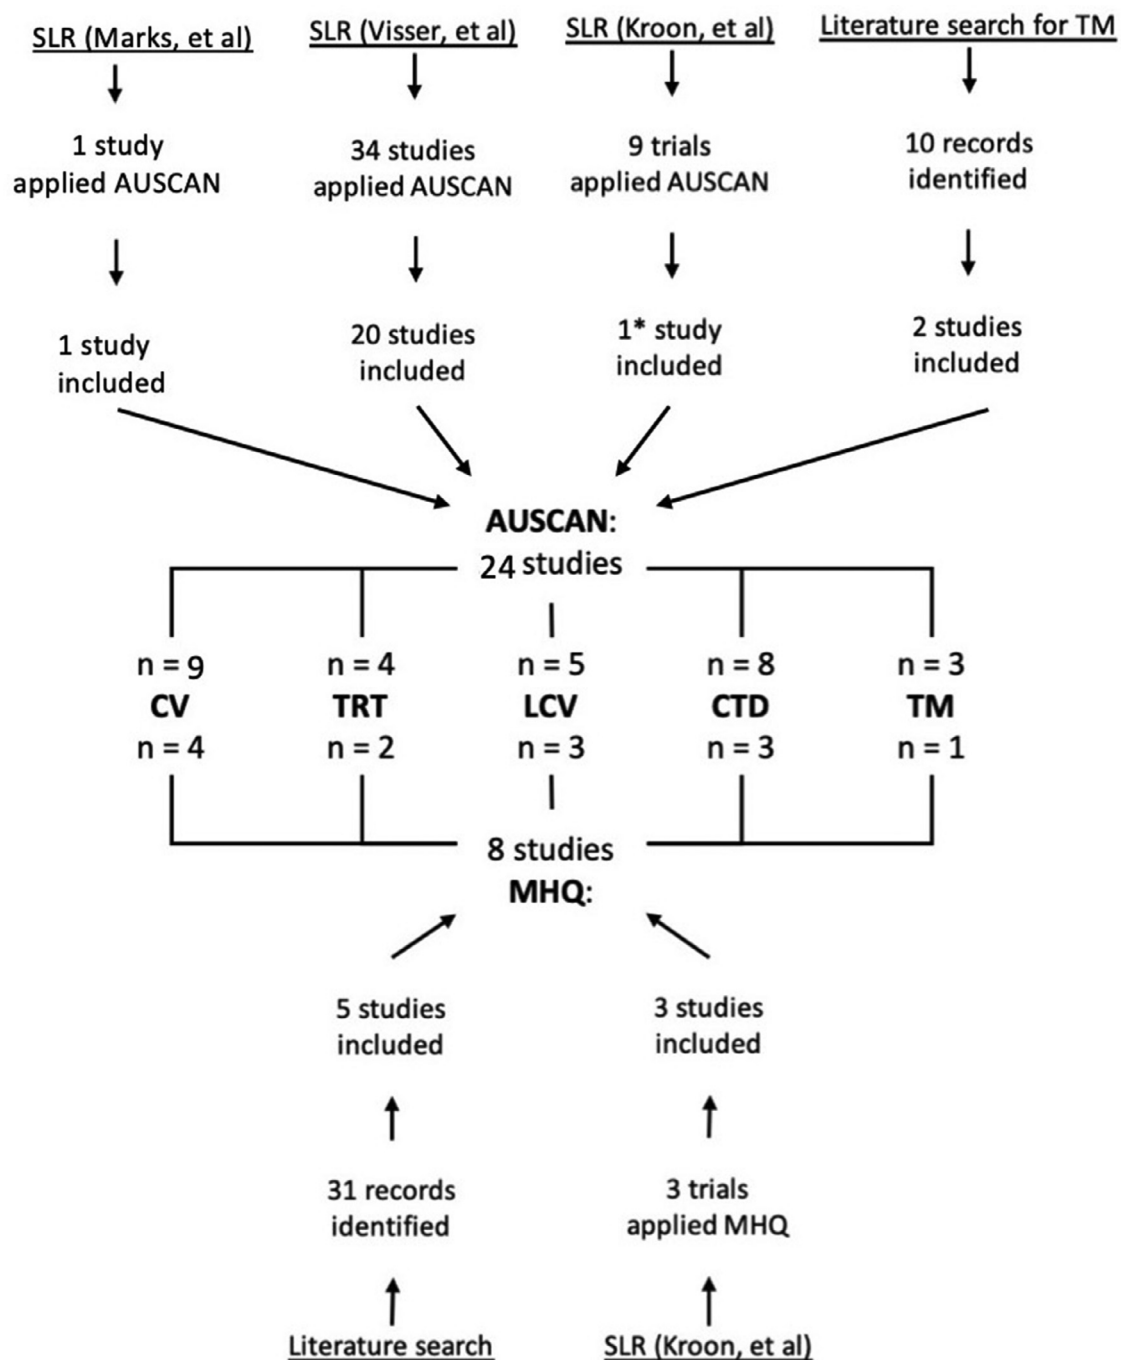 SLR (Marks, et al)
SLR (Visser, et al)
SLR (Kroon, et al)
Literature search for TM
1 study
applied AUSCAN
34 studies
applied AUSCAN
9 trials
applied AUSCAN
10 records
identified
1 study
included
20 studies
included
1* study
included
2 studies
included
AUSCAN:
24 studies
n = 9
CV
n = 4
n = 4
TRT
n = 2
n = 5
LCV
n = 3
n = 8
CTD
n = 3
n = 3
TM
n = 1
8 studies
MHQ:
5 studies
included
3 studies
included
31 records
identified
3 trials
applied MHQ
Literature search
SLR (Kroon, et al)